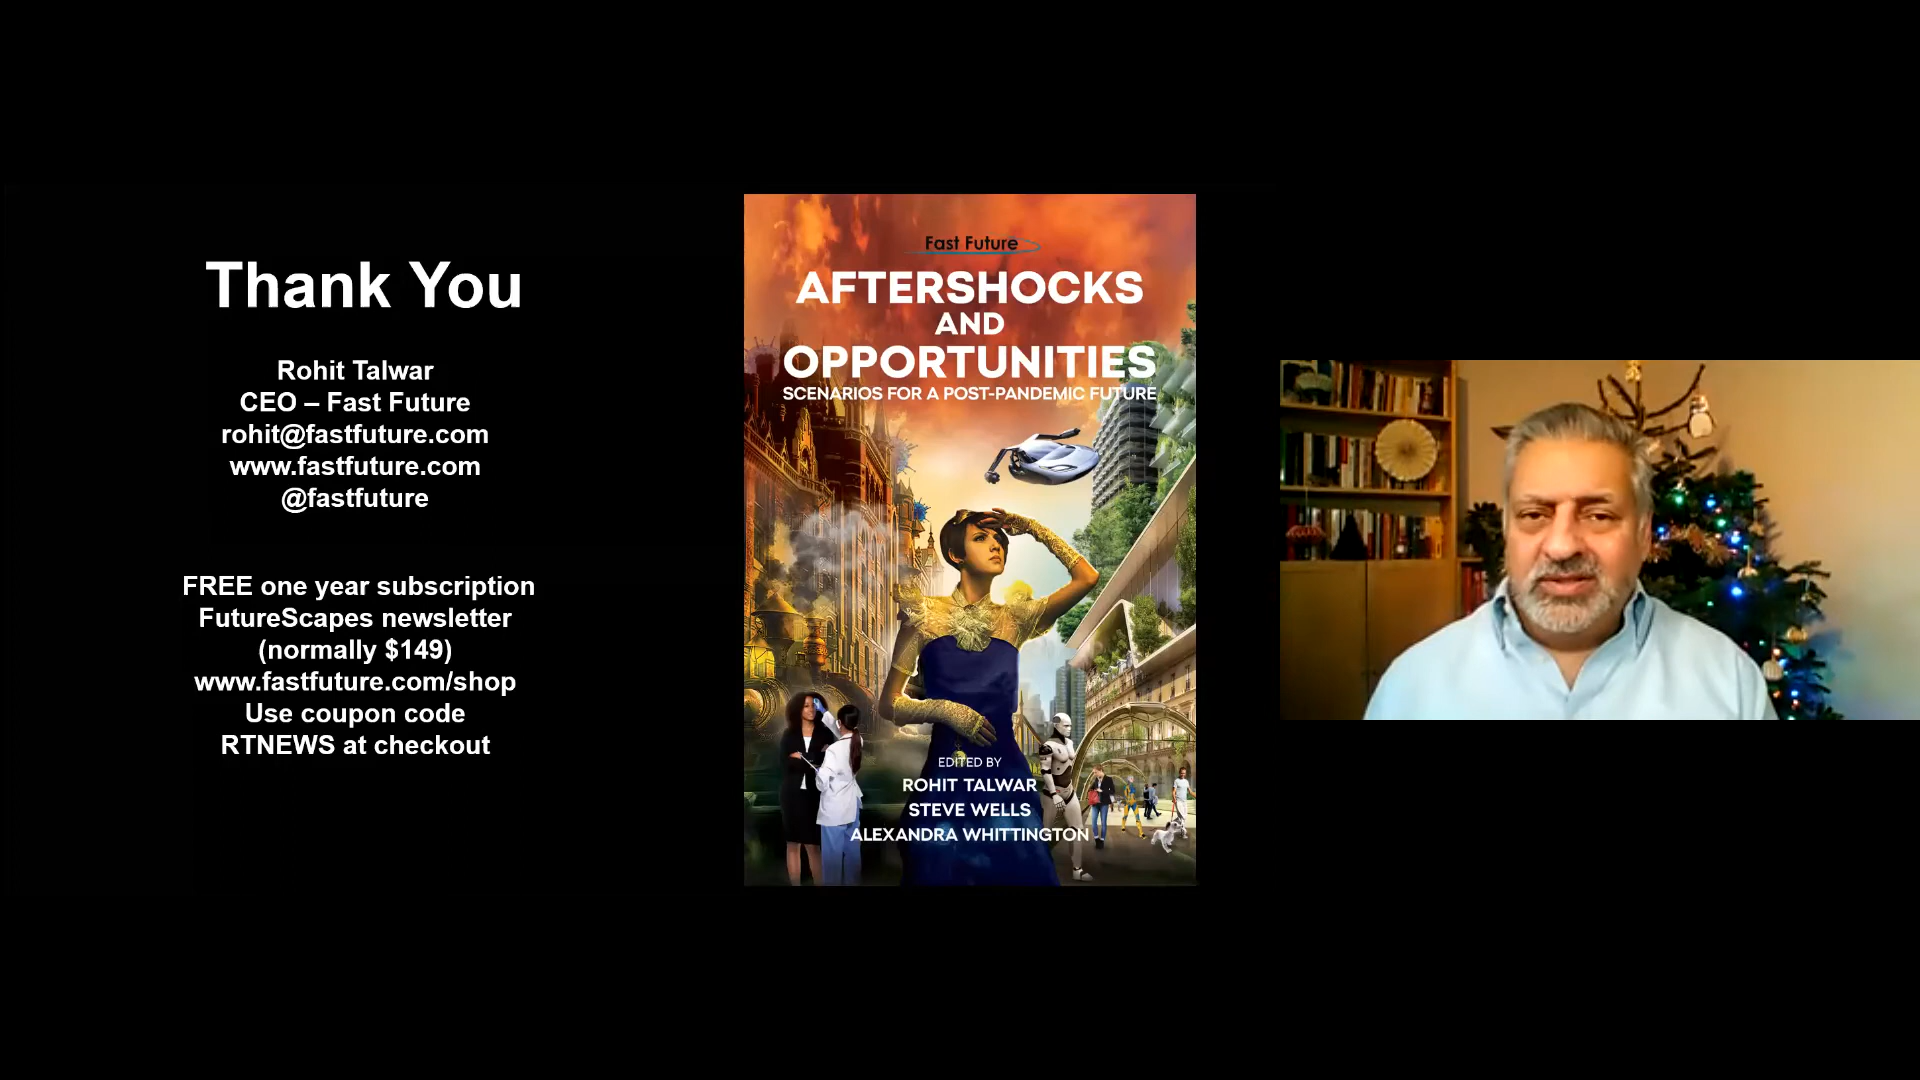 Thank You
Rohit Talwar
CEO – Fast Future
rohit@fastfuture.com
www.fastfuture.com
@fastfuture
FREE one year subscription
FutureScapes newsletter
(normally $149)
www.fastfuture.com/shop
Use coupon code
RTNEWS at checkout
Fast Future
AFTERSHOCKS
AND
OPPORTUNITIES
SCENARIOS FOR A POST-PANDEMIC FUTURE
EDITED BY
ROHIT TALWAR
STEVE WELLS
ALEXANDRA WHITTINGTON